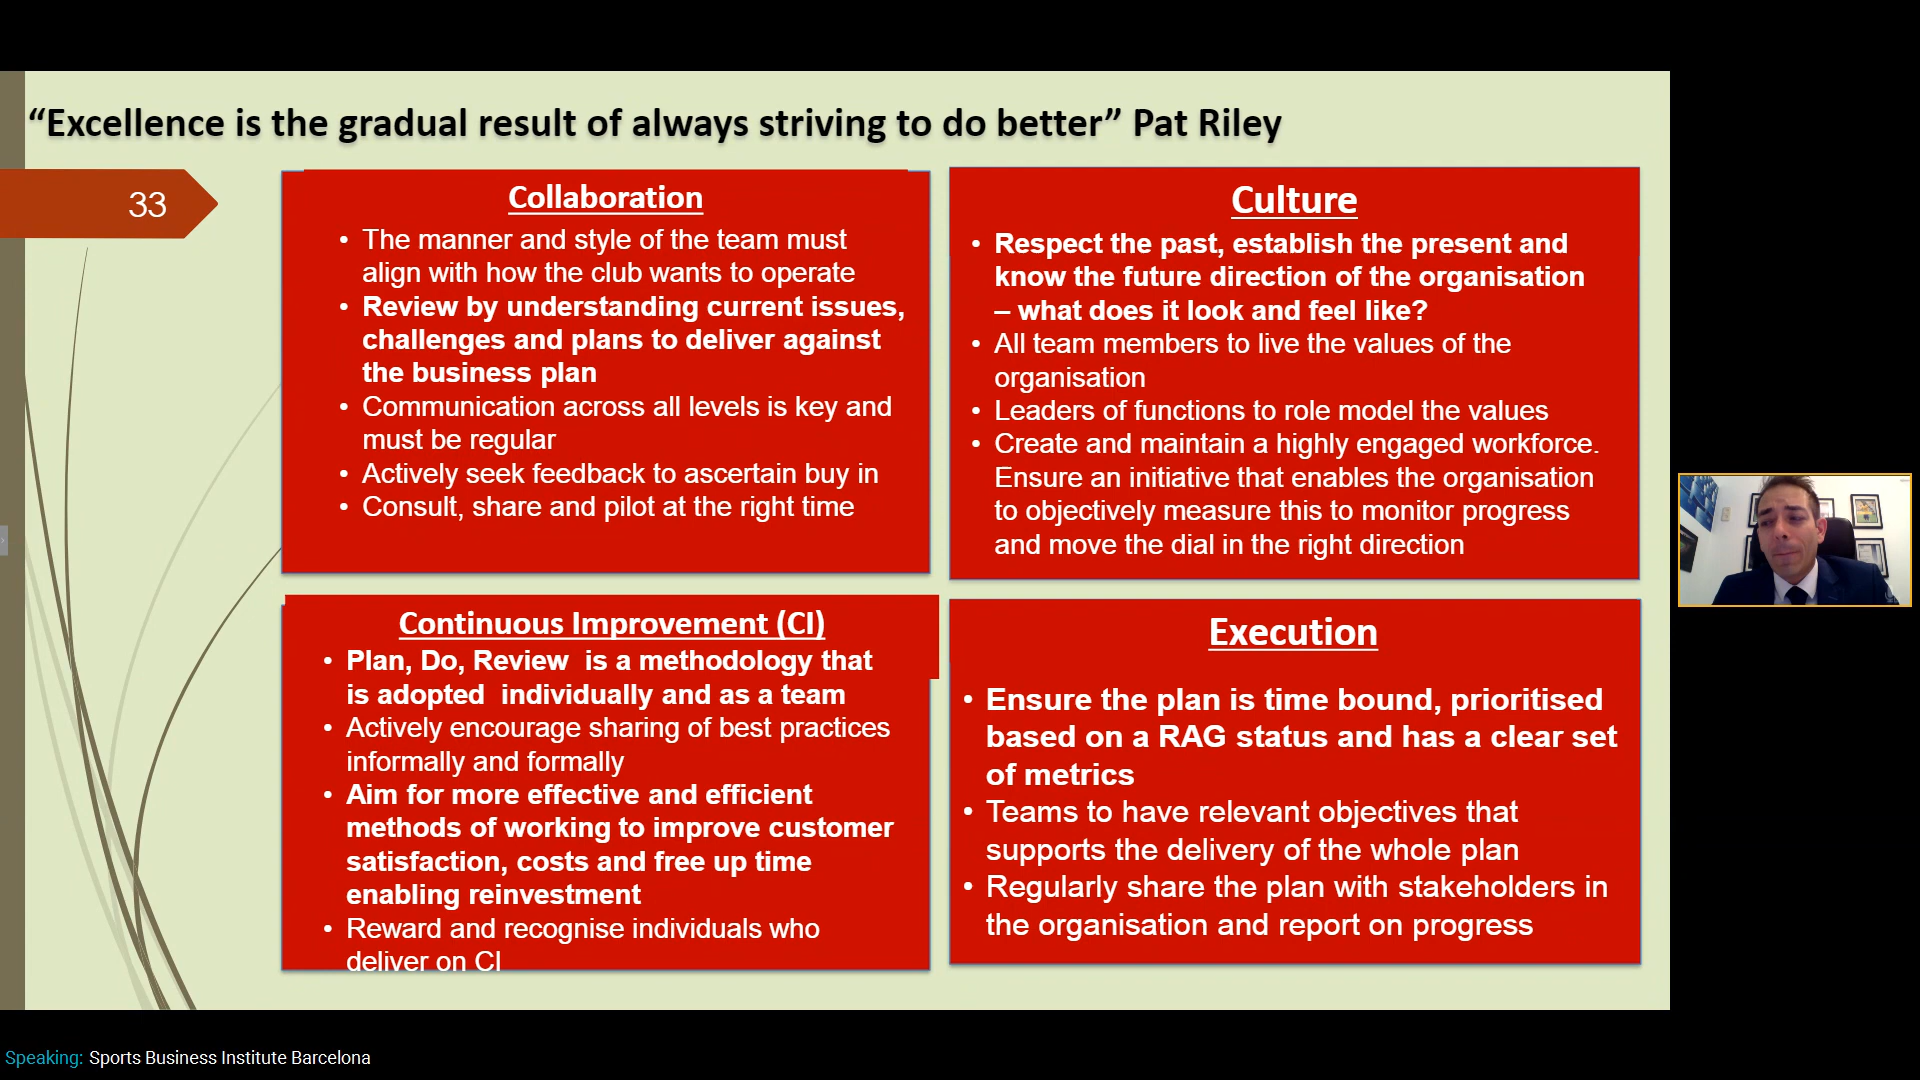 “Excellence is the gradual result of always striving to do better” Pat Riley
33
Collaboration
• The manner and style of the team must
align with how the club wants to operate
• Review by understanding current issues,
challenges and plans to deliver against
the business plan
• Communication across all levels is key and
must be regular
• Actively seek feedback to ascertain buy in
• Consult, share and pilot at the right time
Culture
• Respect the past, establish the present and
know the future direction of the organisation
– what does it look and feel like?
• All team members to live the values of the
organisation
• Leaders of functions to role model the values
• Create and maintain a highly engaged workforce.
Ensure an initiative that enables the organisation
to objectively measure this to monitor progress
and move the dial in the right direction
Continuous Improvement (CI)
• Plan, Do, Review is a methodology that
is adopted individually and as a team
• Actively encourage sharing of best practices
informally and formally
• Aim for more effective and efficient
methods of working to improve customer
satisfaction, costs and free up time
enabling reinvestment
• Reward and recognise individuals who
deliver on CI
Execution
• Ensure the plan is time bound, prioritised
based on a RAG status and has a clear set
of metrics
• Teams to have relevant objectives that
supports the delivery of the whole plan
• Regularly share the plan with stakeholders in
the organisation and report on progress
Speaking: Sports Business Institute Barcelona